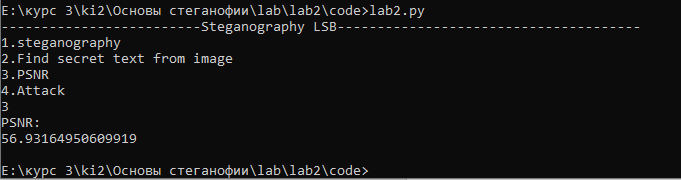 E:\курс 3\ki2\Основы стеганофии\lab\lab2\code>lab2.py
-------------------------Steganography LSB--------------------------------------
1.steganography
2.Find secret text from image
3.PSNR
4.Attack
3
PSNR:
56.93164950609919
E:\курс 3\ki2\Основы стеганофии\lab\lab2\code>